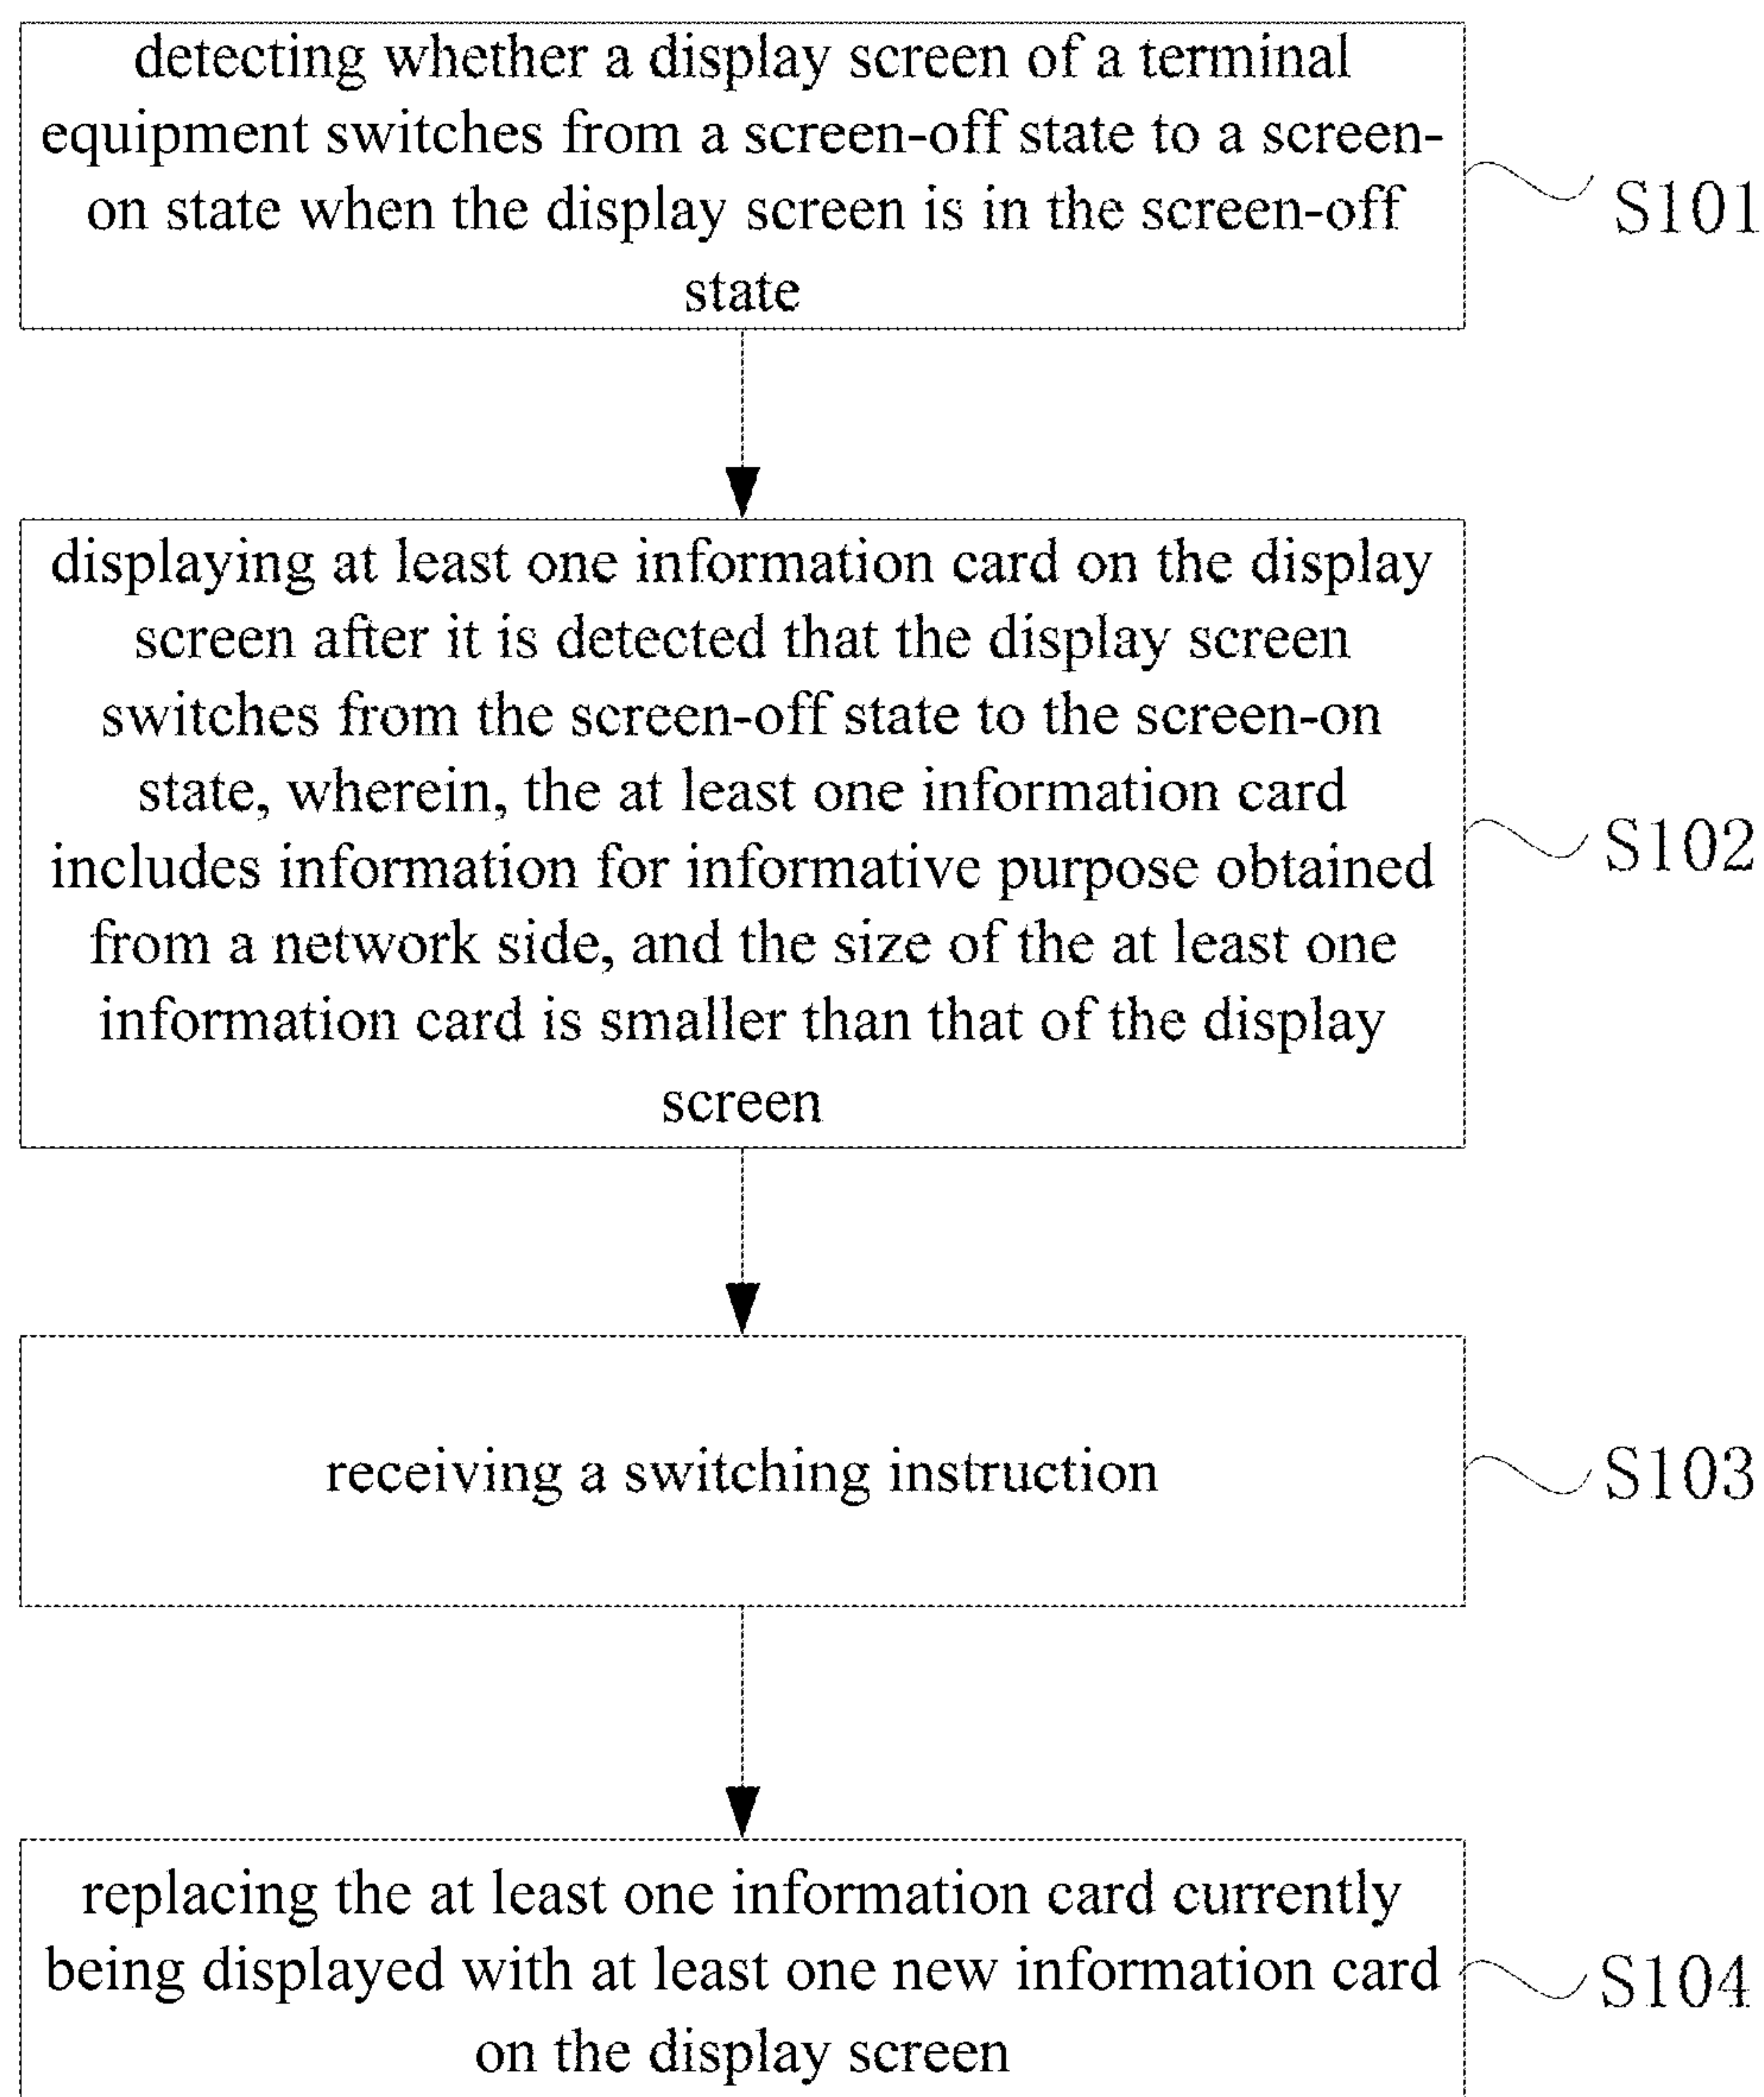 detecting whether a display screen of a terminal
equipment switches from a screen-off state to a screen-
on state when the display screen is in the screen-off
state
S101
displaying at least one information card on the display
screen after it is detected that the display screen
switches from the screen-off state to the screen-on
state, wherein, the at least one information card
includes information for informative purpose obtained
from a network side, and the size of the at least one
information card is smaller than that of the display
screen
S102
receiving a switching instruction
S103
replacing the at least one information card currently
being displayed with at least one new information card
on the display screen
S104